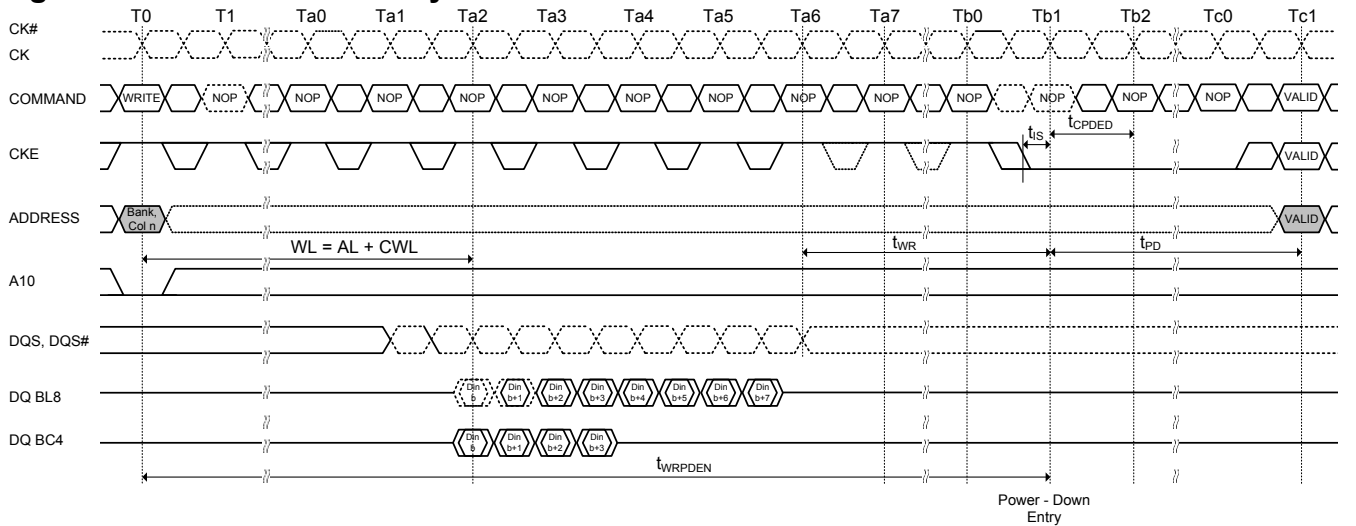 T0 T1 Ta0 Ta1 Ta2 Ta3 Ta4 Ta5 Ta6 Ta7 Tb0 Tb1 Tb2 Tc0 Tc1
CK#
CK
COMMAND WRITE NOP NOP NOP NOP NOP NOP NOP NOP NOP NOP NOP NOP NOP VALID
tIS tCPDED
CKE VALID
ADDRESS Bank, Col n VALID
WL = AL + CWL tWR tPD
A10
DQS, DQS#
DQ BL8 Din b Din b+1 Din b+2 Din b+3 Din b+4 Din b+5 Din b+6 Din b+7
DQ BC4 Din b Din b+1 Din b+2 Din b+3
tWRPDEN
Power - Down
Entry